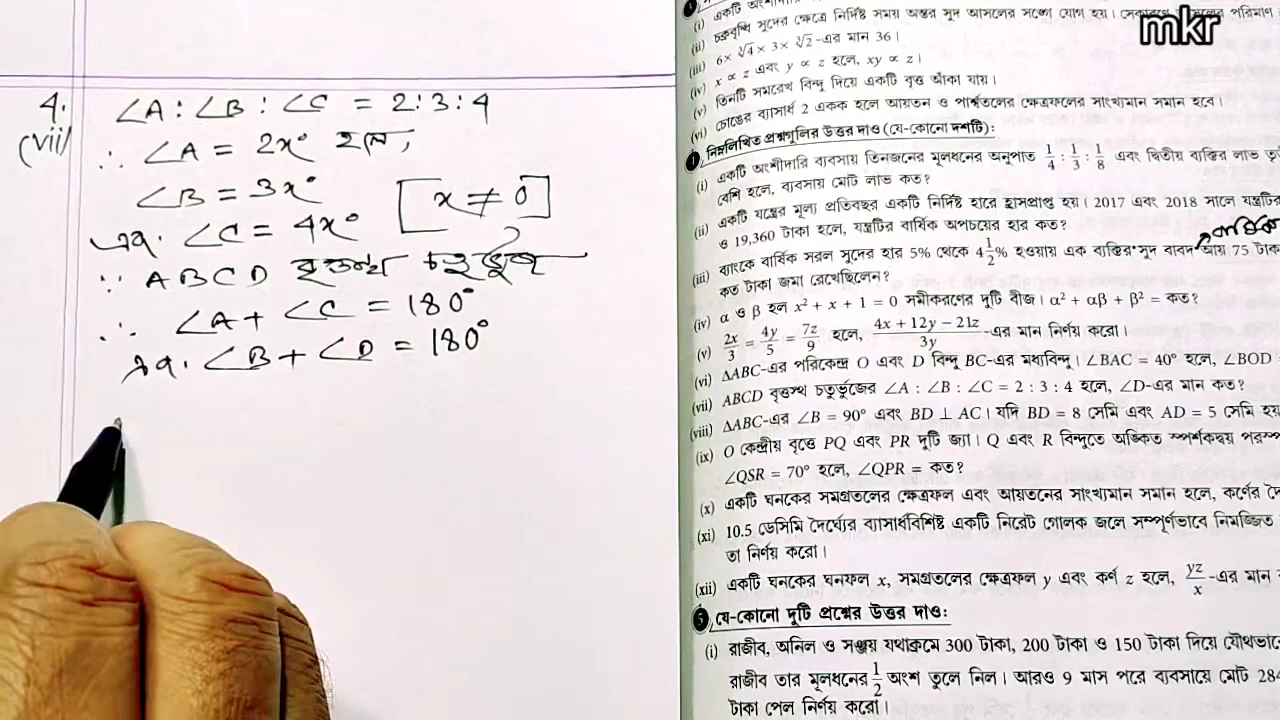 mkr
4.
(vii)
∠A : ∠B : ∠C = 2 : 3 : 4
∴ ∠A = 2x° হলে,
∠B = 3x°
এবং ∠C = 4x° [x ≠ 0]
∵ ABCD বৃত্তস্থ চতুর্ভুজ
∴ ∠A + ∠C = 180°
এবং ∠B + ∠D = 180°
(i) একটি
(ii) চক্রবৃদ্ধি সুদের ক্ষেত্রে নির্দিষ্ট সময় অন্তর সুদ আসলের সঙ্গে যোগ হয়। পরিমাণ
(iii) 6 × ∛4 × 3 × ∛2-এর মান 36।
(iv) x ∝ z এবং y ∝ z হলে, xy ∝ z।
(v) তিনটি সমরেখ বিন্দু দিয়ে একটি বৃত্ত আঁকা যায়।
(vi) চোঙের ব্যাসার্ধ 2 একক হলে আয়তন ও পার্শ্বতলের ক্ষেত্রফলের সাংখ্যমান সমান হবে।
নিম্নলিখিত প্রশ্নগুলির উত্তর দাও (যে-কোনো দশটি):
(i) একটি অংশীদারি ব্যবসায় তিনজনের মূলধনের অনুপাত 1/4 : 1/3 : 1/8 এবং দ্বিতীয় ব্যক্তির লাভ
বেশি হলে, ব্যবসায় মোট লাভ কত?
(ii) একটি যন্ত্রের মূল্য প্রতিবছর একটি নির্দিষ্ট হারে হ্রাসপ্রাপ্ত হয়। 2017 এবং 2018 সালে যন্ত্রটির
ও 19,360 টাকা হলে, যন্ত্রটির বার্ষিক অপচয়ের হার কত?
বার্ষিক
(iii) ব্যাংকে বার্ষিক সরল সুদের হার 5% থেকে 4 1/2% হওয়ায় এক ব্যক্তির সুদ বাবদ আয় 75 টাকা
কত টাকা জমা রেখেছিলেন?
(iv) α ও β হল x² + x + 1 = 0 সমীকরণের দুটি বীজ। α² + αβ + β² = কত?
(v) 2x/3 = 4y/5 = 7z/9 হলে, (4x + 12y − 21z)/3y-এর মান নির্ণয় করো।
(vi) ΔABC-এর পরিকেন্দ্র O এবং D বিন্দু BC-এর মধ্যবিন্দু। ∠BAC = 40° হলে, ∠BOD =
(vii) ABCD বৃত্তস্থ চতুর্ভুজের ∠A : ∠B : ∠C = 2 : 3 : 4 হলে, ∠D-এর মান কত?
(viii) ΔABC-এর ∠B = 90° এবং BD ⊥ AC। যদি BD = 8 সেমি এবং AD = 5 সেমি হয়
(ix) O কেন্দ্রীয় বৃত্তে PQ এবং PR দুটি জ্যা। Q এবং R বিন্দুতে অঙ্কিত স্পর্শকদ্বয়
∠QSR = 70° হলে, ∠QPR = কত?
(x) একটি ঘনকের সমগ্রতলের ক্ষেত্রফল এবং আয়তনের সাংখ্যমান সমান হলে, কর্ণের
(xi) 10.5 ডেসিমি দৈর্ঘ্যের ব্যাসার্ধবিশিষ্ট একটি নিরেট গোলক জলে সম্পূর্ণভাবে নিমজ্জিত
তা নির্ণয় করো।
(xii) একটি ঘনকের ঘনফল x, সমগ্রতলের ক্ষেত্রফল y এবং কর্ণ z হলে, yz/x-এর মান
5 যে-কোনো দুটি প্রশ্নের উত্তর দাও:
(i) রাজীব, অনিল ও সঞ্জয় যথাক্রমে 300 টাকা, 200 টাকা ও 150 টাকা দিয়ে যৌথভাবে
রাজীব তার মূলধনের 1/2 অংশ তুলে নিল। আরও 9 মাস পরে ব্যবসায়ে মোট 284
টাকা পেল নির্ণয় করো।